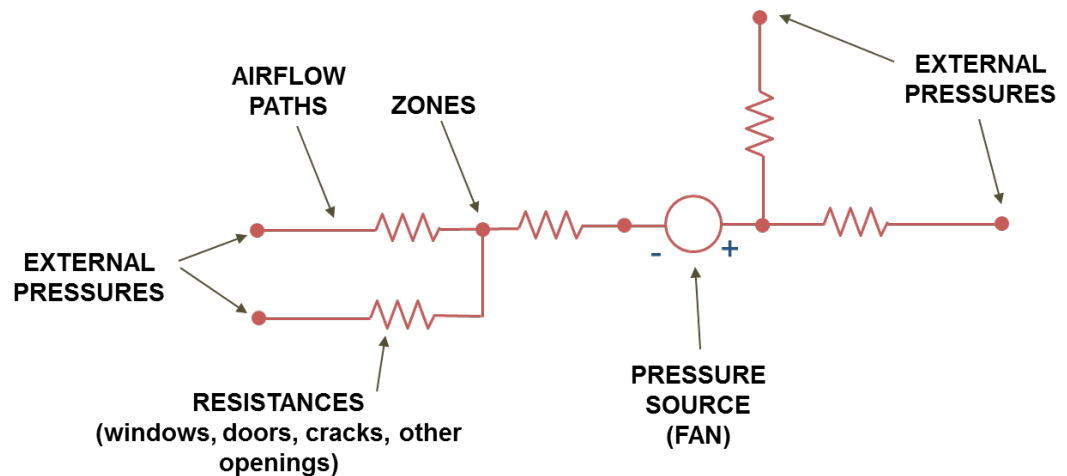 AIRFLOW
PATHS
ZONES
EXTERNAL
PRESSURES
EXTERNAL
PRESSURES
- +
RESISTANCES
(windows, doors, cracks, other
openings)
PRESSURE
SOURCE
(FAN)